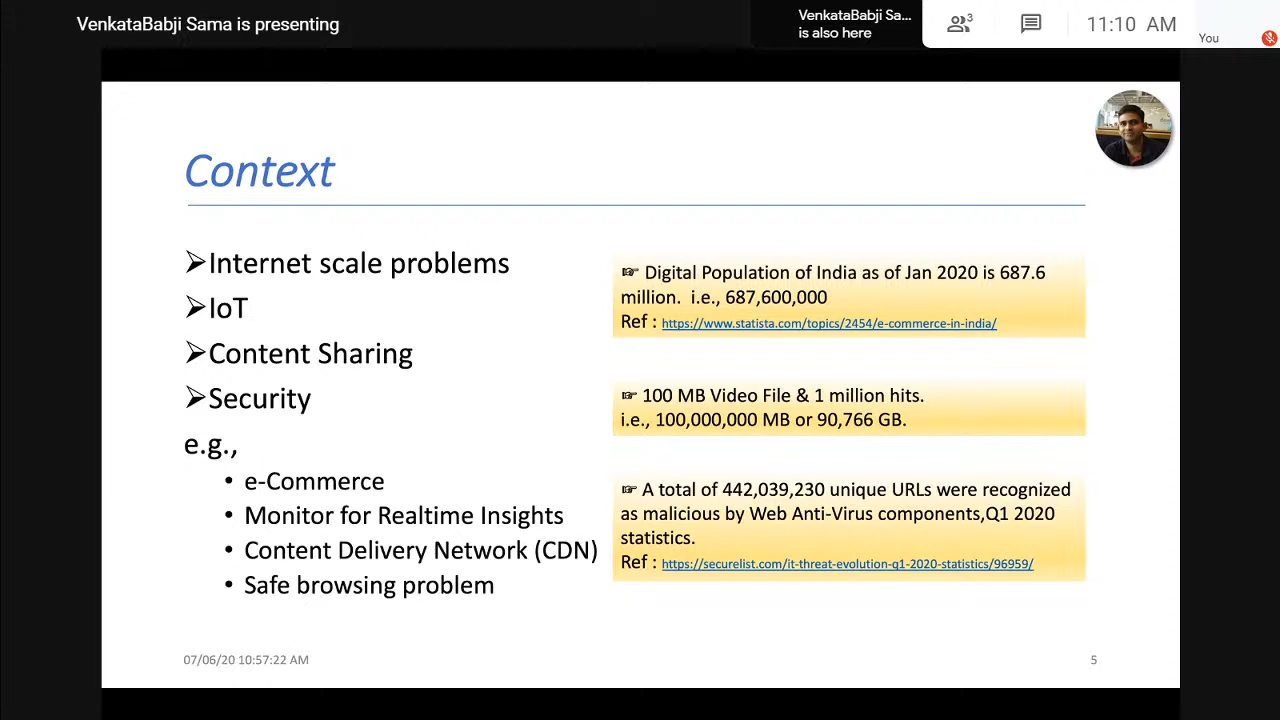 VenkataBabji Sama is presenting
VenkataBabji Sa...
is also here
3
11:10 AM
You
Context
➢Internet scale problems
➢IoT
➢Content Sharing
➢Security
e.g.,
• e-Commerce
• Monitor for Realtime Insights
• Content Delivery Network (CDN)
• Safe browsing problem
☞ Digital Population of India as of Jan 2020 is 687.6
million. i.e., 687,600,000
Ref : https://www.statista.com/topics/2454/e-commerce-in-india/
☞ 100 MB Video File & 1 million hits.
i.e., 100,000,000 MB or 90,766 GB.
☞ A total of 442,039,230 unique URLs were recognized
as malicious by Web Anti-Virus components,Q1 2020
statistics.
Ref : https://securelist.com/it-threat-evolution-q1-2020-statistics/96959/
07/06/20 10:57:22 AM
5